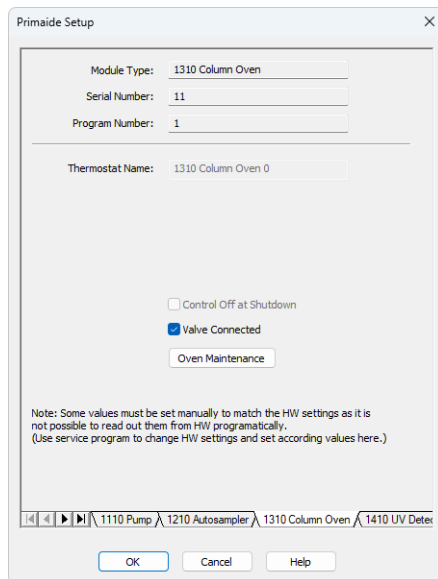 Primaide Setup
Module Type: 1310 Column Oven
Serial Number: 11
Program Number: 1
Thermostat Name: 1310 Column Oven 0
Control Off at Shutdown
Valve Connected
Oven Maintenance
Note: Some values must be set manually to match the HW settings as it is
not possible to read out them from HW programatically.
(Use service program to change HW settings and set according values here.)
1110 Pump 1210 Autosampler 1310 Column Oven 1410 UV Detec
OK Cancel Help